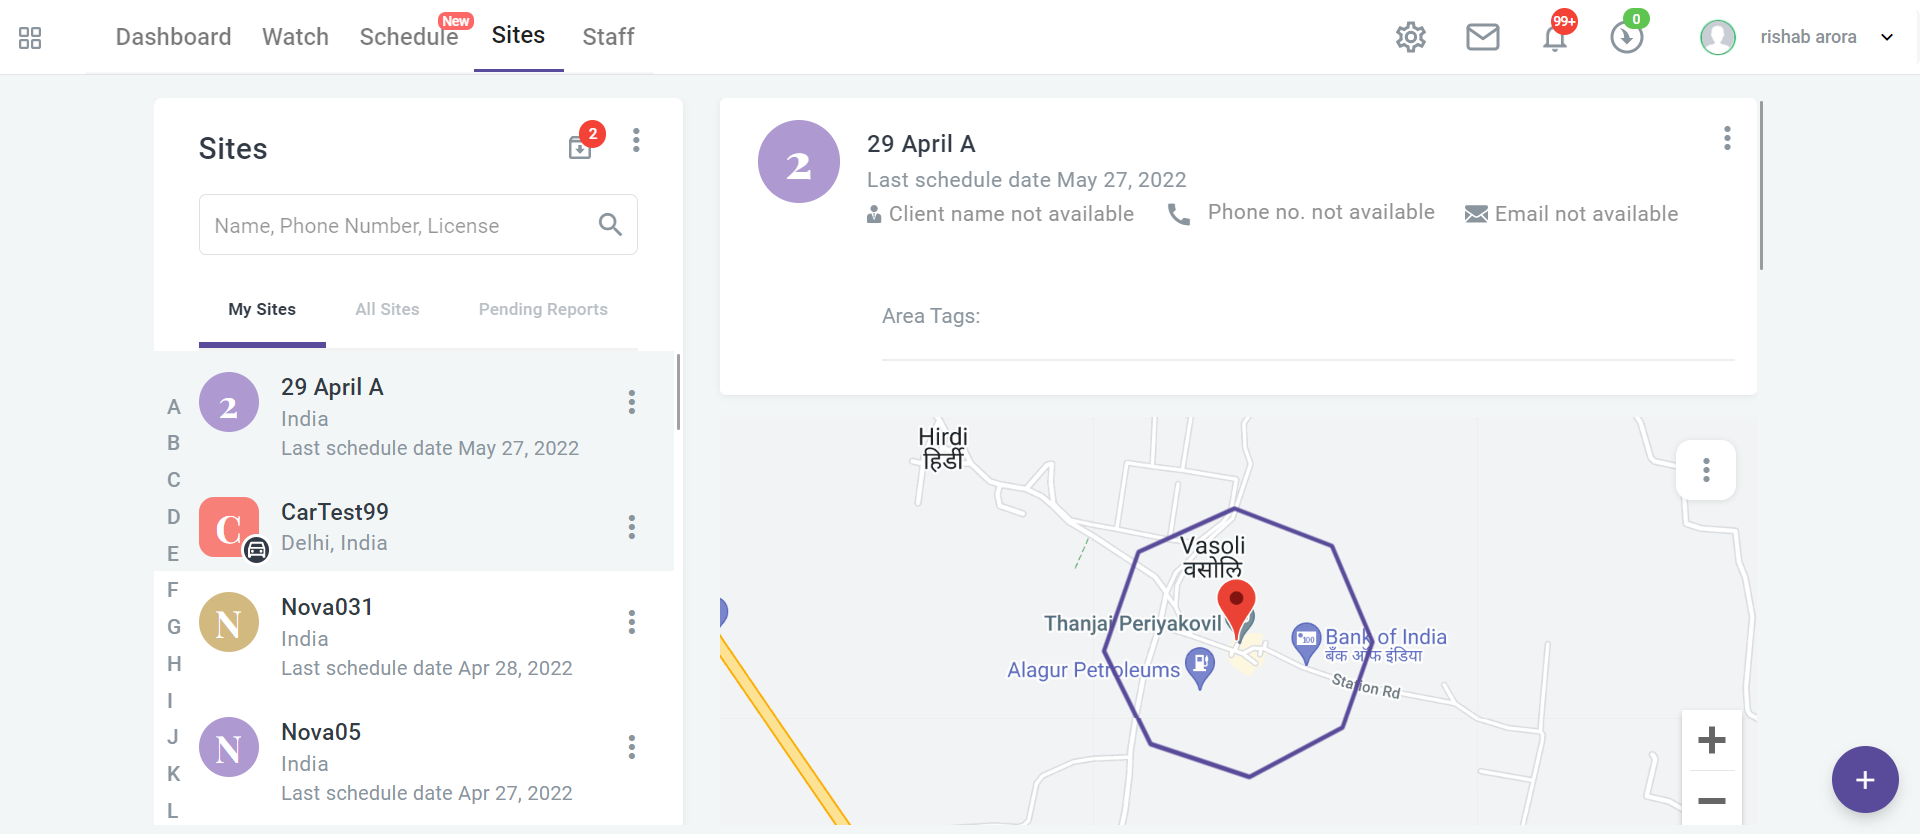 Dashboard
Watch
Schedule
New
Sites
Staff
99+
0
rishab arora
Sites
2
Name, Phone Number, License
My Sites
All Sites
Pending Reports
A
B
C
D
E
F
G
H
I
J
K
L
2
29 April A
India
Last schedule date May 27, 2022
C
CarTest99
Delhi, India
N
Nova031
India
Last schedule date Apr 28, 2022
N
Nova05
India
Last schedule date Apr 27, 2022
2
29 April A
Last schedule date May 27, 2022
Client name not available
Phone no. not available
Email not available
Area Tags:
Hirdi
हिर्डी
Vasoli
वसोलि
Thanjai Periyakovil
Alagur Petroleums
100
Bank of India
बैंक ऑफ इंडिया
Station Rd
+
−
+